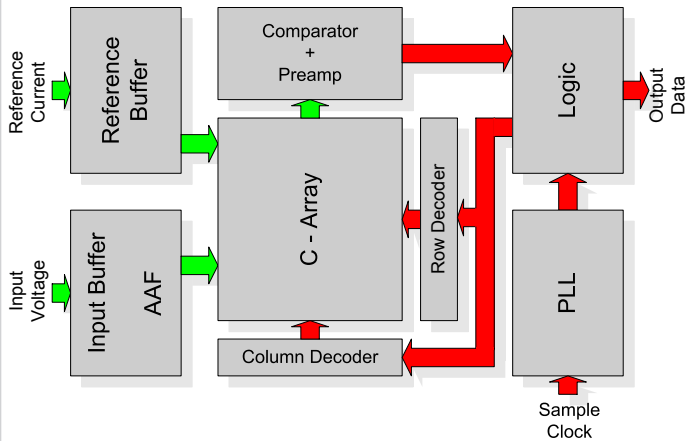 Reference
Current
Reference
Buffer
Comparator
+
Preamp
Logic
Output
Data
C - Array
Row Decoder
Input
Voltage
Input Buffer
AAF
Column Decoder
PLL
Sample
Clock